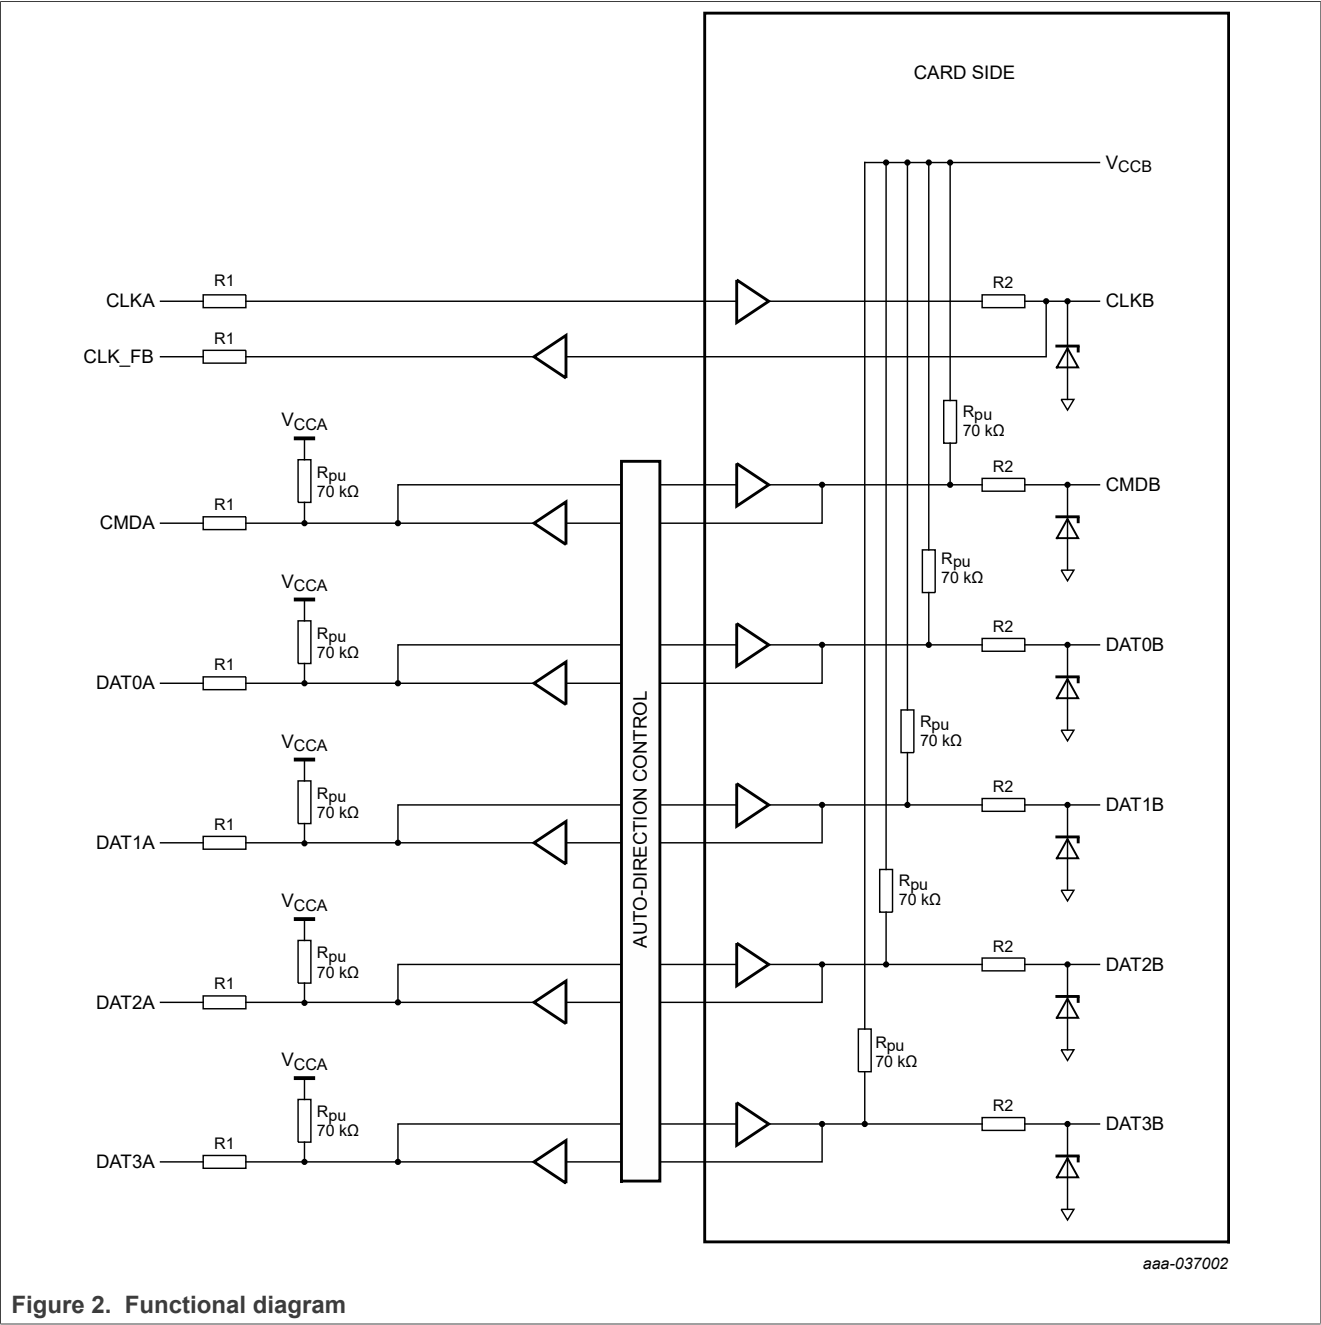 CARD SIDE
VCCB
R1
R2
CLKA
CLKB
R1
CLK_FB
VCCA
Rpu
70 kΩ
Rpu
70 kΩ
R2
CMDB
R1
CMDA
VCCA
Rpu
70 kΩ
Rpu
70 kΩ
R2
DAT0B
R1
DAT0A
AUTO-DIRECTION CONTROL
VCCA
Rpu
70 kΩ
Rpu
70 kΩ
R2
DAT1B
R1
DAT1A
VCCA
Rpu
70 kΩ
Rpu
70 kΩ
R2
DAT2B
R1
DAT2A
VCCA
Rpu
70 kΩ
Rpu
70 kΩ
R2
DAT3B
R1
DAT3A
aaa-037002
Figure 2. Functional diagram